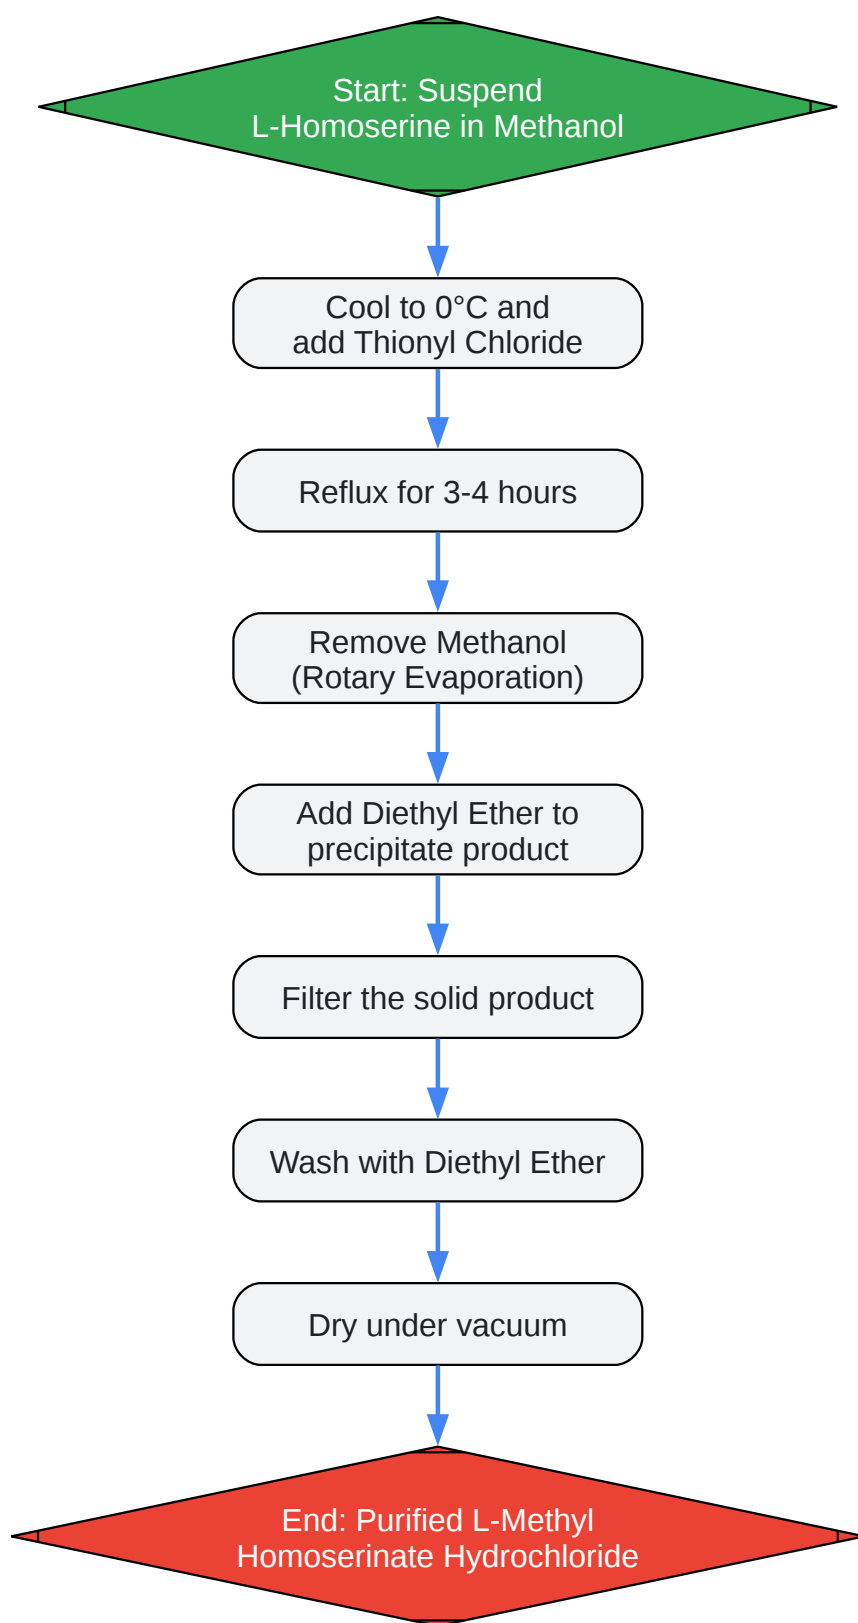 Start: Suspend
L-Homoserine in Methanol
Cool to 0°C and
add Thionyl Chloride
Reflux for 3-4 hours
Remove Methanol
(Rotary Evaporation)
Add Diethyl Ether to
precipitate product
Filter the solid product
Wash with Diethyl Ether
Dry under vacuum
End: Purified L-Methyl
Homoserinate Hydrochloride